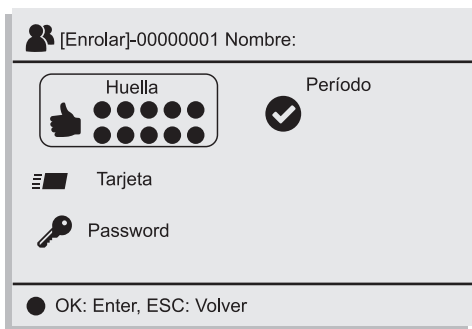 [Enrolar]-00000001 Nombre:
Huella
Período
Tarjeta
Password
OK: Enter, ESC: Volver